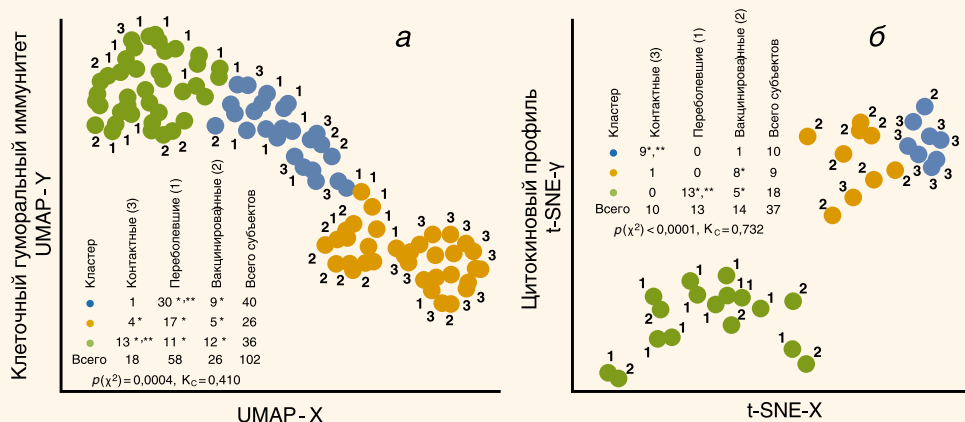 Клеточный гуморальный иммунитет
UMAP - Y
а
Кластер
Контактные (3)
Переболевшие (1)
Вакцинированные (2)
Всего субъектов
1 30 *,** 9 * 40
4 * 17 * 5 * 26
13 *,** 11 * 12 * 36
Всего 18 58 26 102
p(χ²) = 0,0004, K_C = 0,410
UMAP - X
Цитокиновый профиль
t-SNE-γ
б
Кластер
Контактные (3)
Переболевшие (1)
Вакцинированные (2)
Всего субъектов
9*,** 0 1 10
1 0 8* 9
0 13*,** 5* 18
Всего 10 13 14 37
p(χ²) < 0,0001, K_C = 0,732
t-SNE-X